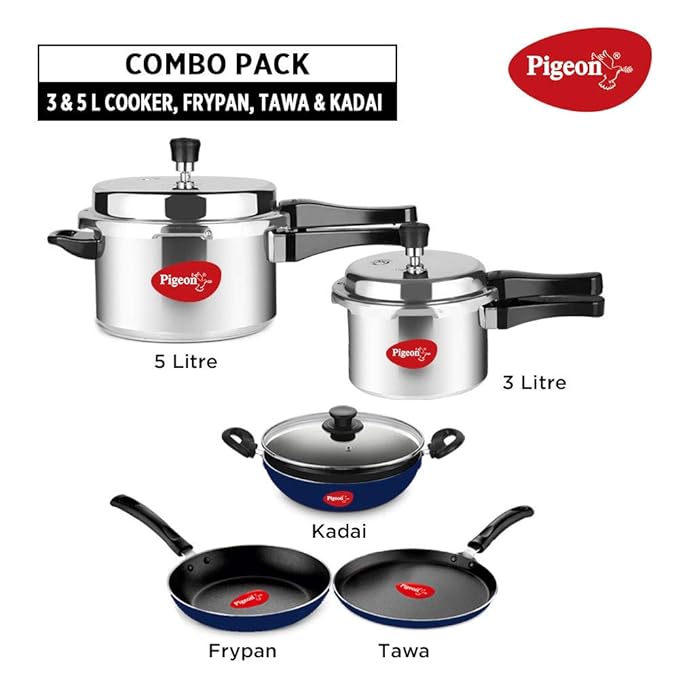 COMBO PACK
3 & 5 L COOKER, FRYPAN, TAWA & KADAI
Pigeon®
Pigeon
5 Litre
Pigeon
3 Litre
Pigeon
Kadai
Pigeon
Pigeon
Frypan
Tawa